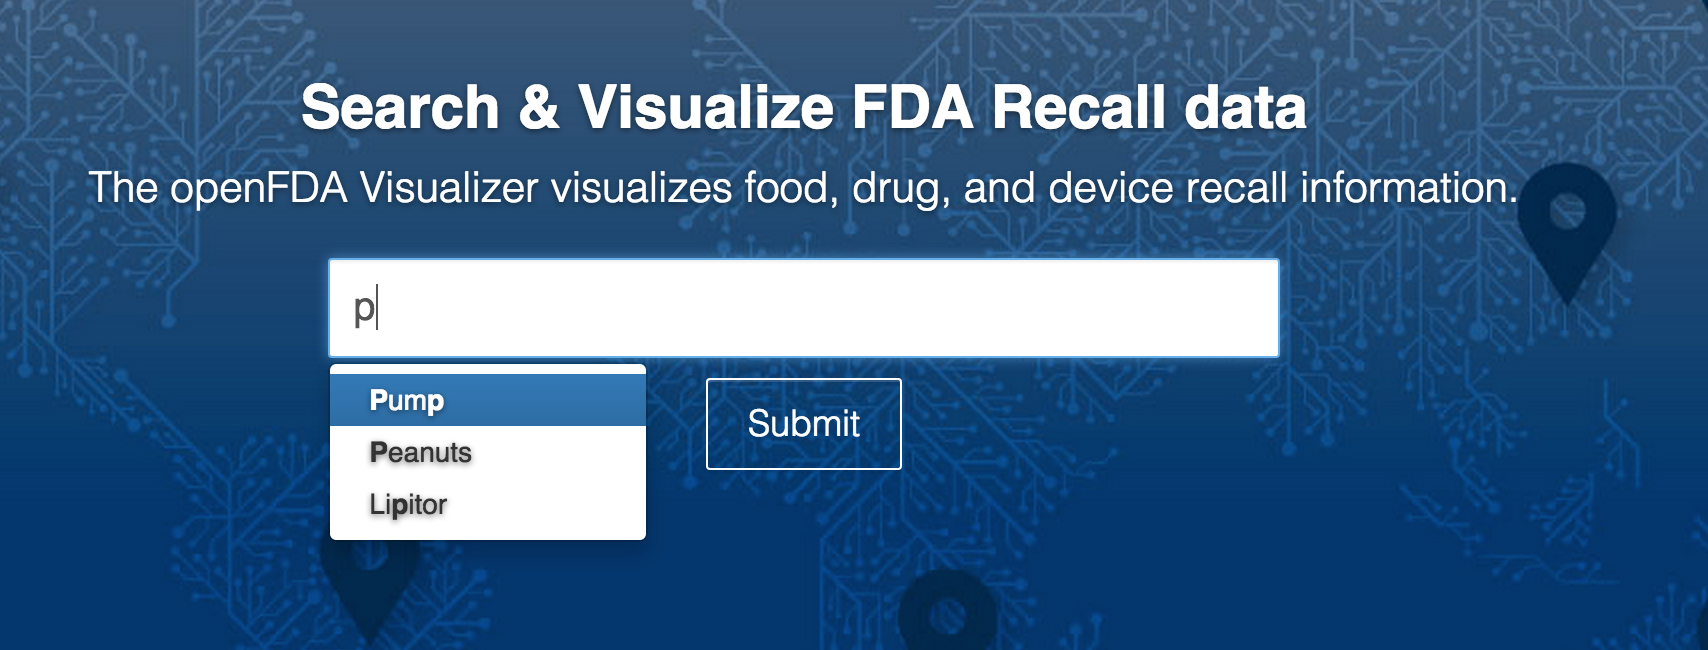 Search & Visualize FDA Recall data
The openFDA Visualizer visualizes food, drug, and device recall information.
p
Pump
Peanuts
Lipitor
Submit